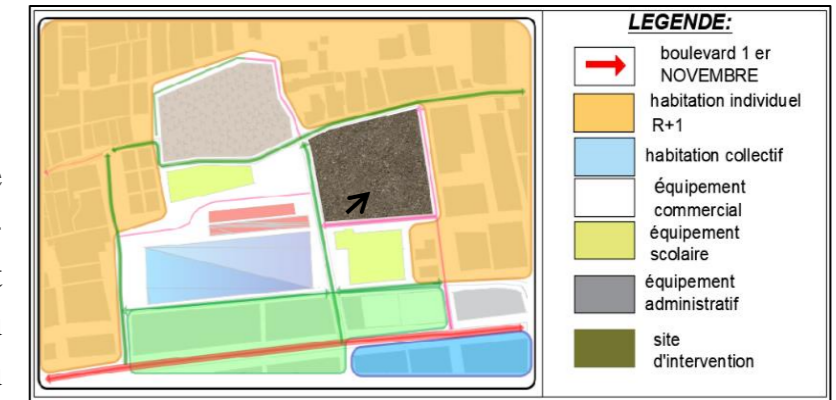 LEGENDE:
boulevard 1 er
NOVEMBRE
habitation individuel
R+1
habitation collectif
équipement
commercial
équipement
scolaire
équipement
administratif
site
d'intervention